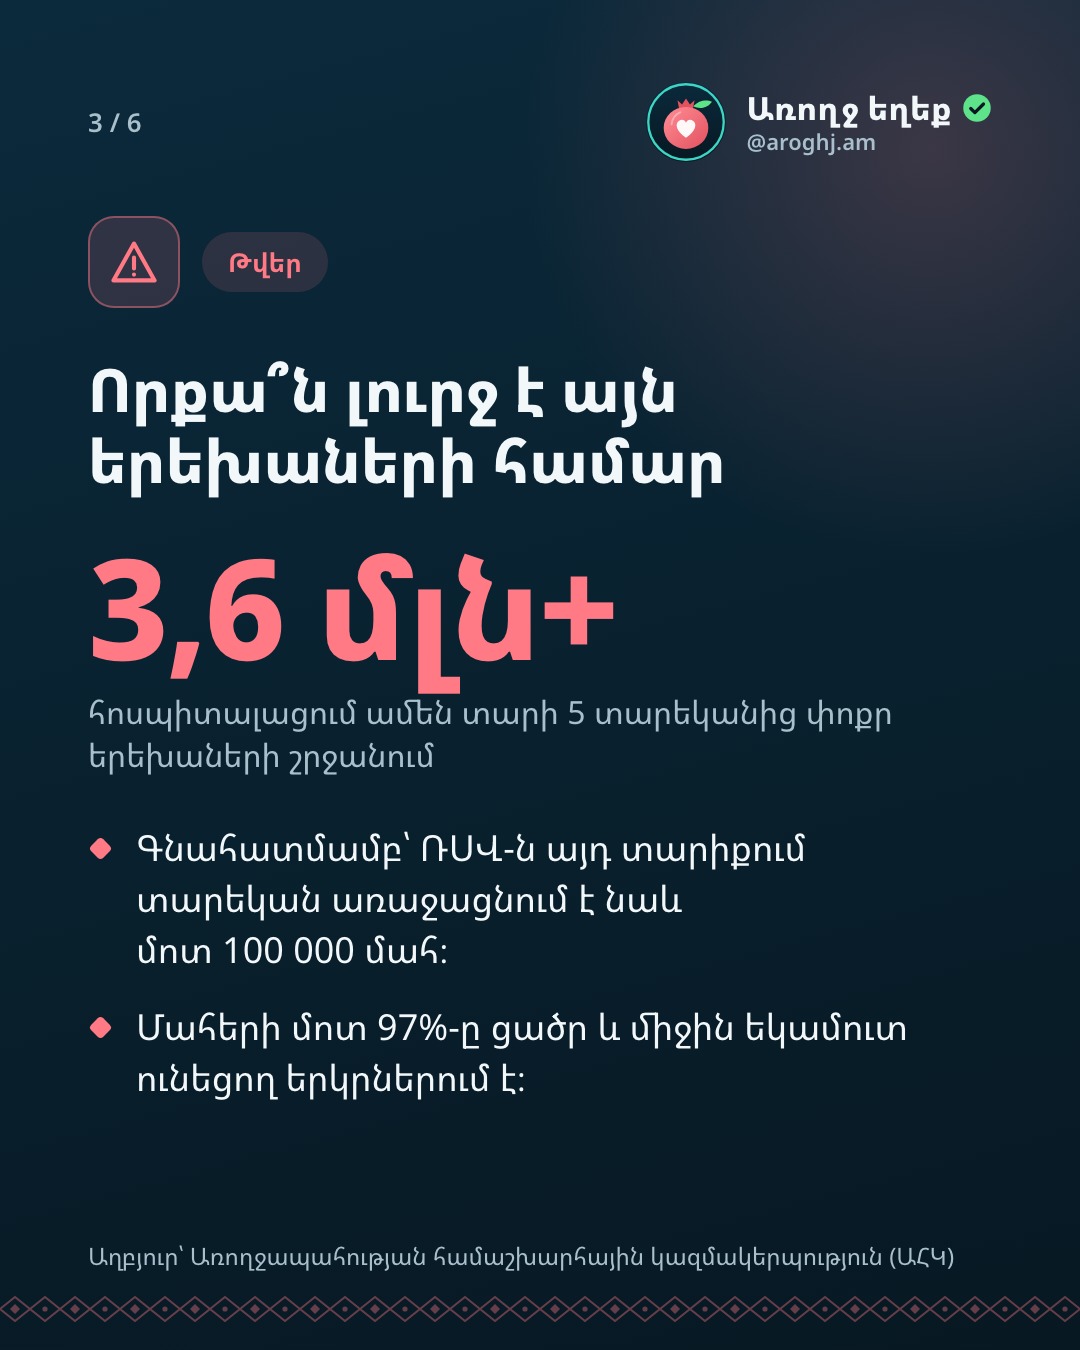 3 / 6
Առողջ եղեք
@aroghj.am
Թվեր
Որքա՞ն լուրջ է այն
երեխաների համար
3,6 մլն+
հոսպիտալացում ամեն տարի 5 տարեկանից փոքր
երեխաների շրջանում
Գնահատմամբ՝ ՌՍՎ-ն այդ տարիքում
տարեկան առաջացնում է նաև
մոտ 100 000 մահ։
Մահերի մոտ 97%-ը ցածր և միջին եկամուտ
ունեցող երկրներում է։
Աղբյուր՝ Առողջապահության համաշխարհային կազմակերպություն (ԱՀԿ)